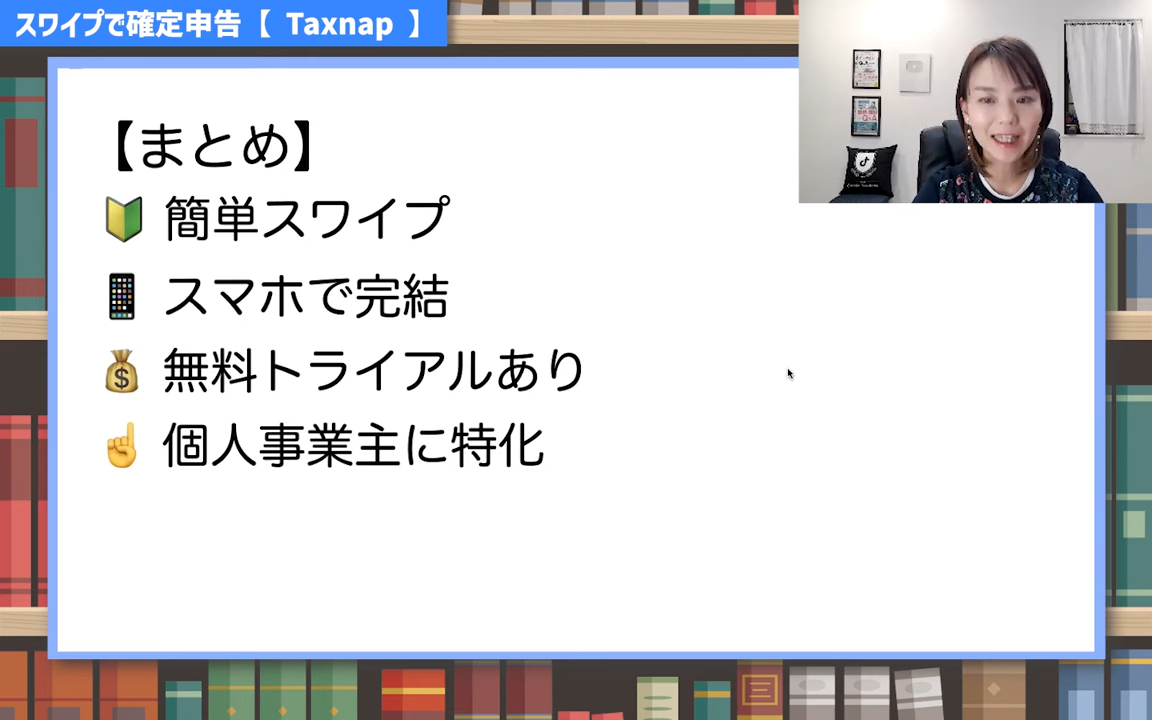 スワイプで確定申告【 Taxnap 】
【まとめ】
🔰 簡単スワイプ
📱 スマホで完結
💰 無料トライアルあり
☝ 個人事業主に特化
Q&A